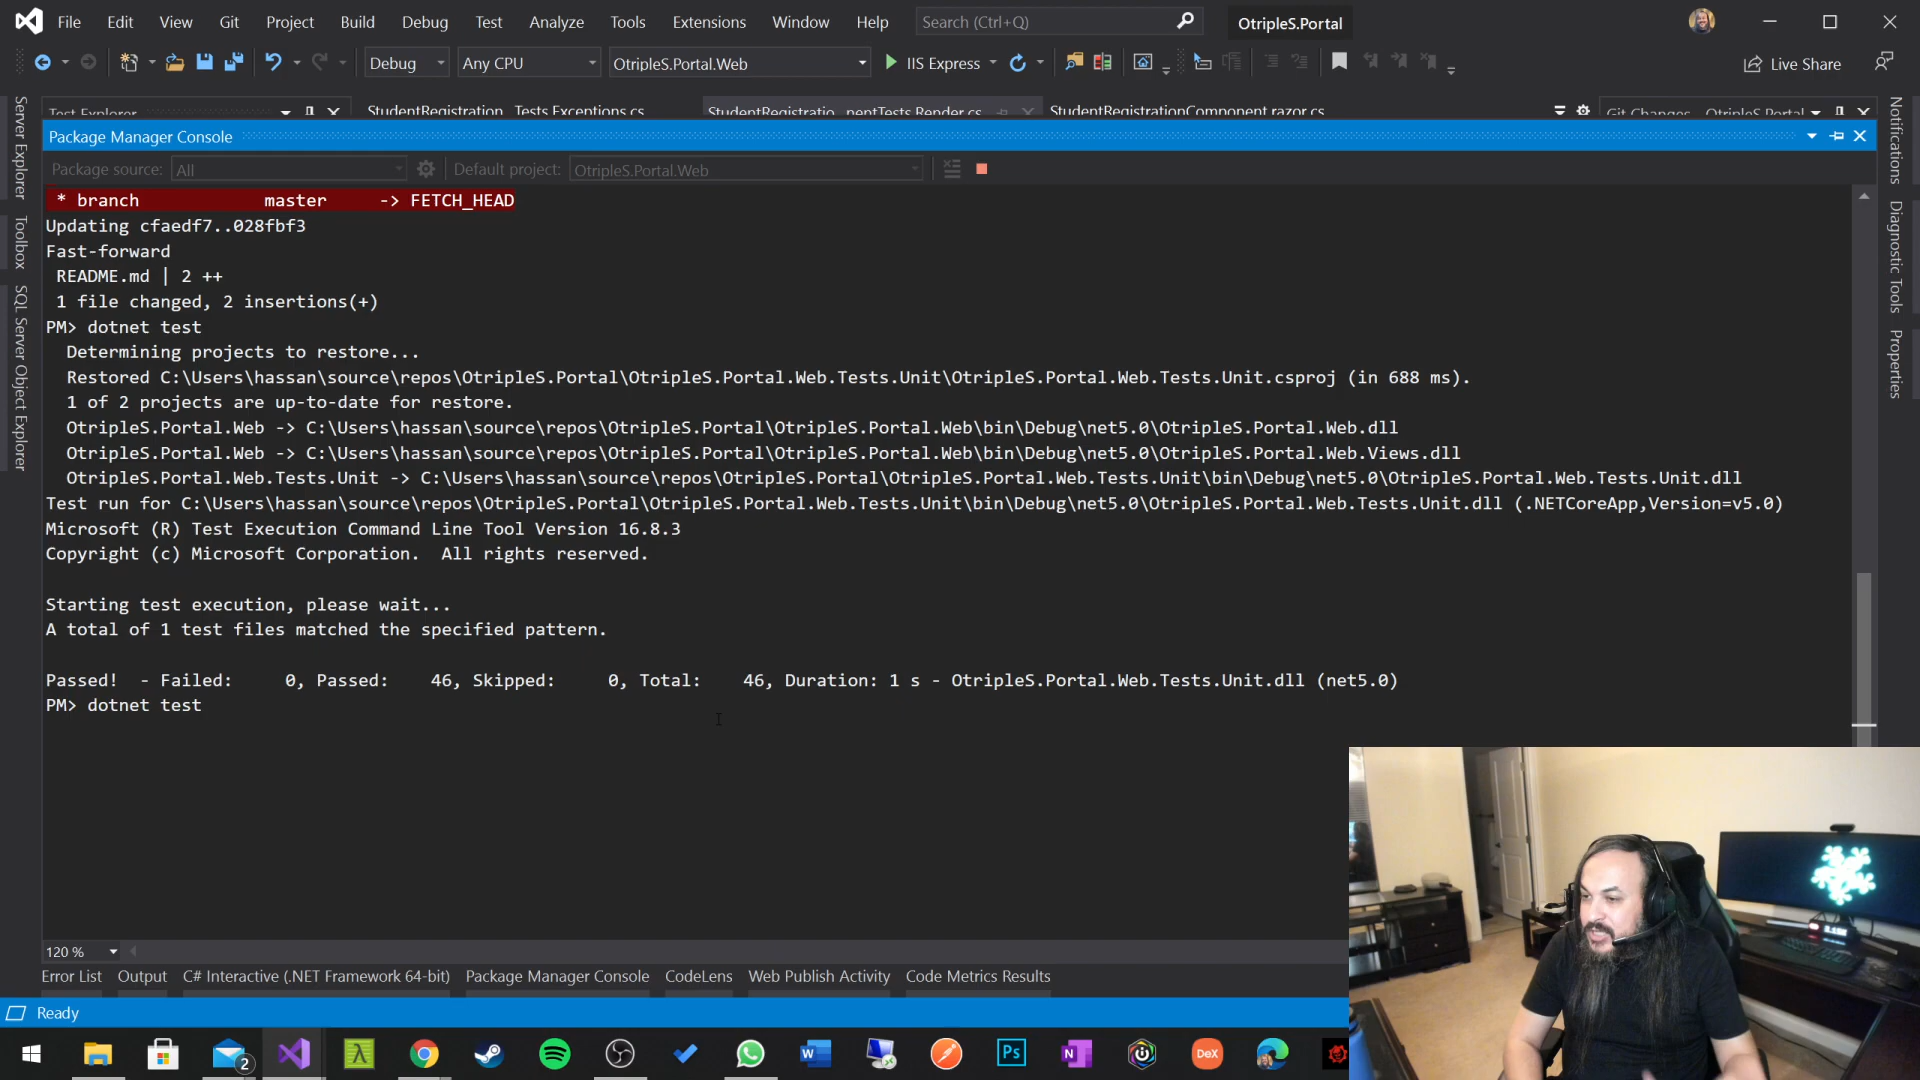 File Edit View Git Project Build Debug Test Analyze Tools Extensions Window Help Search (Ctrl+Q) OtripleS.Portal
Debug Any CPU OtripleS.Portal.Web IIS Express Live Share
Test Explorer StudentRegistration Tests.Exceptions.cs StudentRegistratio nentTests.Render.cs StudentRegistrationComponent.razor.cs Git Changes - OtripleS.Portal
Package Manager Console
Package source: All Default project: OtripleS.Portal.Web
* branch master -> FETCH_HEAD
Updating cfaedf7..028fbf3
Fast-forward
README.md | 2 ++
1 file changed, 2 insertions(+)
PM> dotnet test
Determining projects to restore...
Restored C:\Users\hassan\source\repos\OtripleS.Portal\OtripleS.Portal.Web.Tests.Unit\OtripleS.Portal.Web.Tests.Unit.csproj (in 688 ms).
1 of 2 projects are up-to-date for restore.
OtripleS.Portal.Web -> C:\Users\hassan\source\repos\OtripleS.Portal\OtripleS.Portal.Web\bin\Debug\net5.0\OtripleS.Portal.Web.dll
OtripleS.Portal.Web -> C:\Users\hassan\source\repos\OtripleS.Portal\OtripleS.Portal.Web\bin\Debug\net5.0\OtripleS.Portal.Web.Views.dll
OtripleS.Portal.Web.Tests.Unit -> C:\Users\hassan\source\repos\OtripleS.Portal\OtripleS.Portal.Web.Tests.Unit\bin\Debug\net5.0\OtripleS.Portal.Web.Tests.Unit.dll
Test run for C:\Users\hassan\source\repos\OtripleS.Portal\OtripleS.Portal.Web.Tests.Unit\bin\Debug\net5.0\OtripleS.Portal.Web.Tests.Unit.dll (.NETCoreApp,Version=v5.0)
Microsoft (R) Test Execution Command Line Tool Version 16.8.3
Copyright (c) Microsoft Corporation. All rights reserved.
Starting test execution, please wait...
A total of 1 test files matched the specified pattern.
Passed! - Failed: 0, Passed: 46, Skipped: 0, Total: 46, Duration: 1 s - OtripleS.Portal.Web.Tests.Unit.dll (net5.0)
PM> dotnet test
120 %
Error List Output C# Interactive (.NET Framework 64-bit) Package Manager Console CodeLens Web Publish Activity Code Metrics Results
Ready
Server Explorer
Toolbox
SQL Server Object Explorer
Notifications
Diagnostic Tools
Properties
2
W
Ps
N
DeX